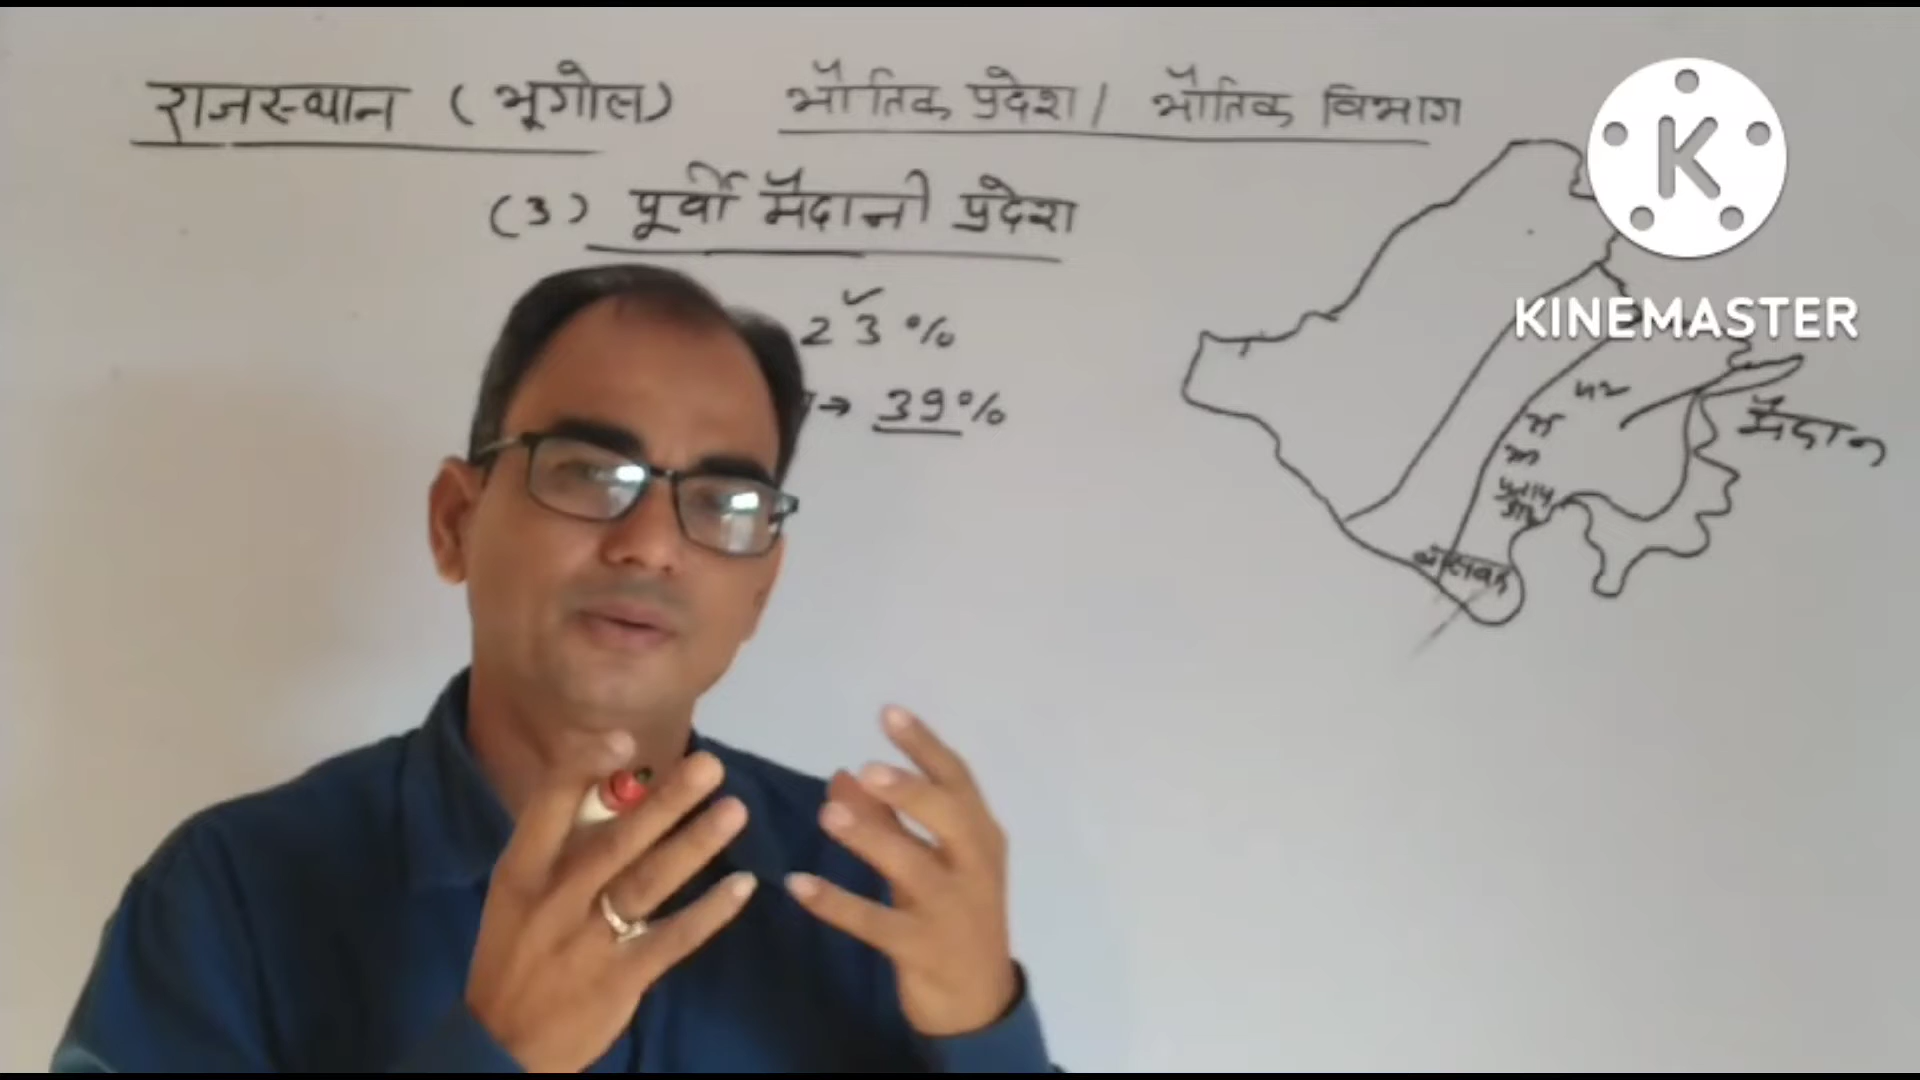 राजस्थान (भूगोल) भौतिक प्रदेश / भौतिक विभाग
(3) पूर्वी मैदानी प्रदेश
23 %
→ 39 %
KINEMASTER
मैदान